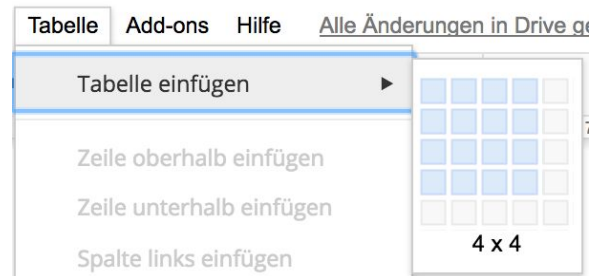 Tabelle Add-ons Hilfe Alle Änderungen in Drive ge
Tabelle einfügen
Zeile oberhalb einfügen
Zeile unterhalb einfügen
Spalte links einfügen
4 x 4